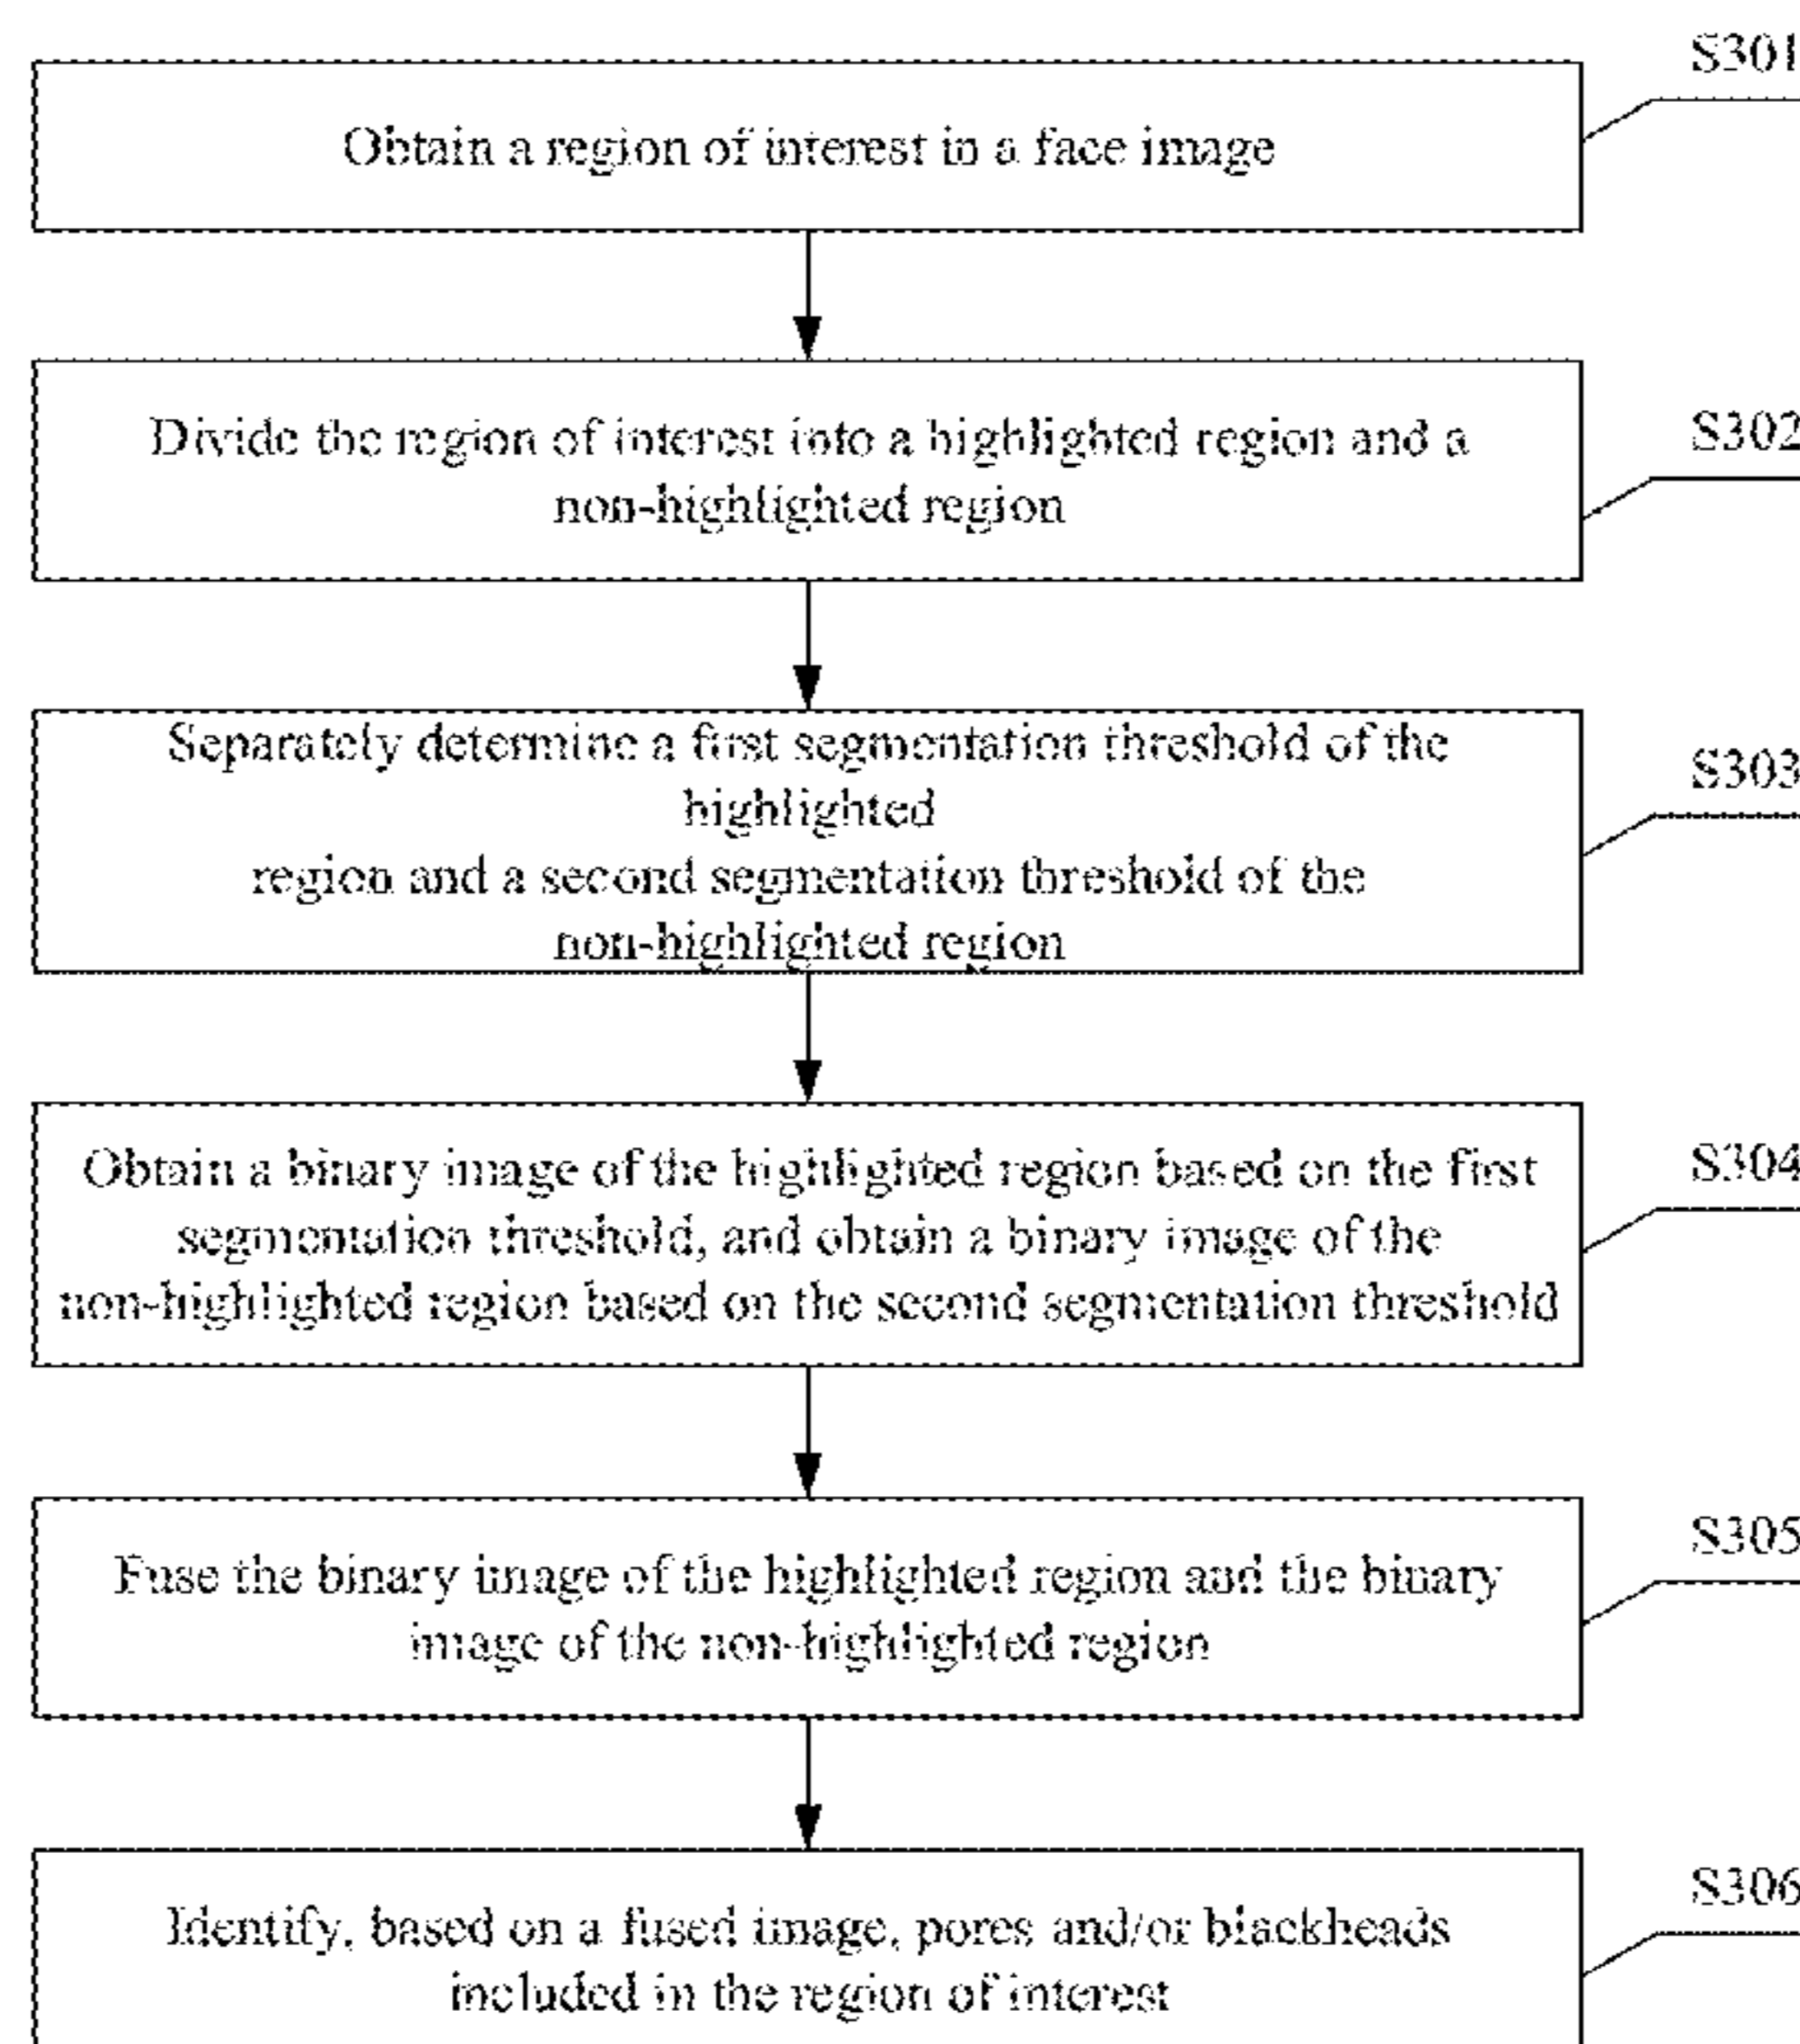 S301
Obtain a region of interest in a face image
S302
Divide the region of interest into a highlighted region and a
non-highlighted region
S303
Separately determine a first segmentation threshold of the
highlighted
region and a second segmentation threshold of the
non-highlighted region
S304
Obtain a binary image of the highlighted region based on the first
segmentation threshold, and obtain a binary image of the
non-highlighted region based on the second segmentation threshold
S305
Fuse the binary image of the highlighted region and the binary
image of the non-highlighted region
S306
Identify, based on a fused image, pores and/or blackheads
included in the region of interest